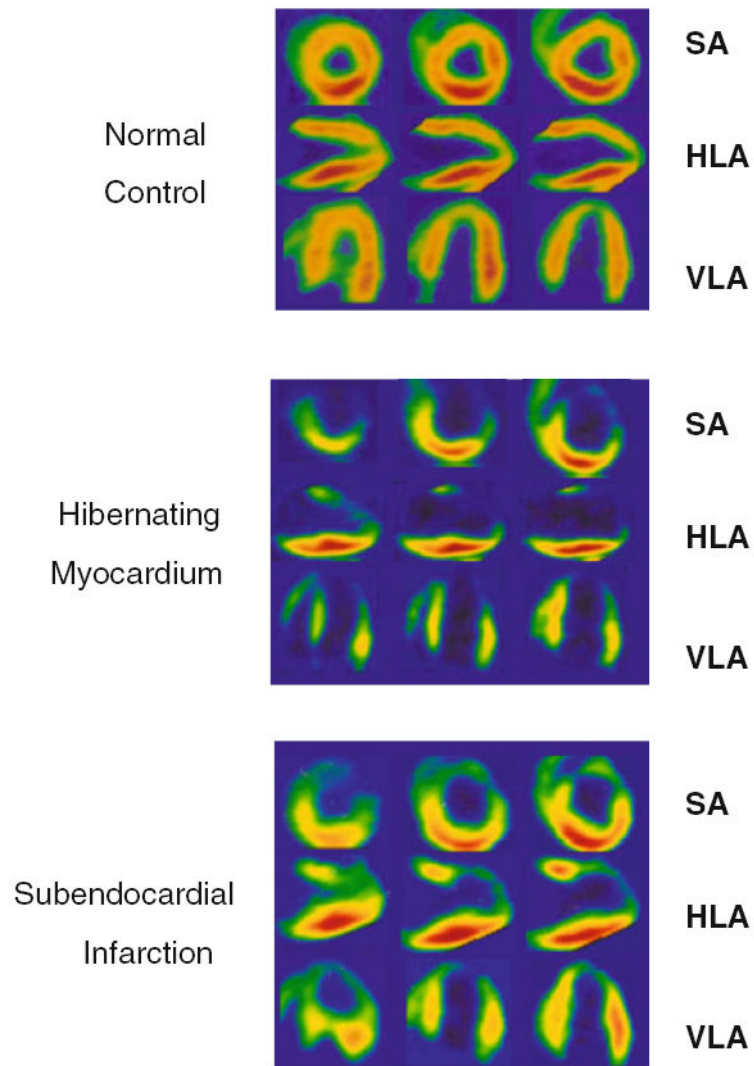 SA
Normal
Control
HLA
VLA
SA
Hibernating
Myocardium
HLA
VLA
SA
Subendocardial
Infarction
HLA
VLA